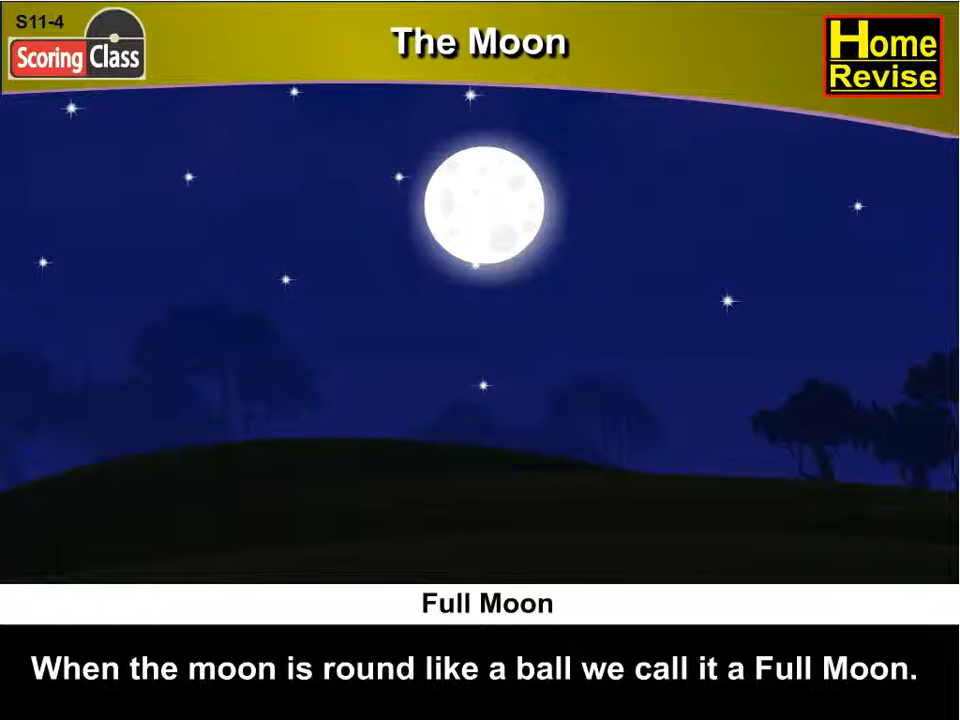 S11-4
Scoring Class
The Moon
Home
Revise
Full Moon
When the moon is round like a ball we call it a Full Moon.